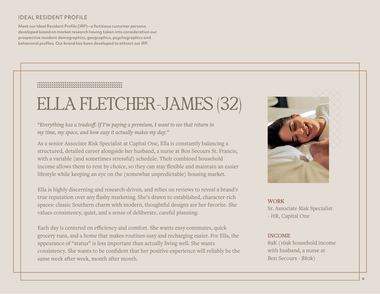 IDEAL RESIDENT PROFILE
Meet our Ideal Resident Profile (IRP)—a fictitious customer persona
developed based on market research having taken into consideration our
prospective resident demographics, geographics, psychographics and
behavioral profiles. Our brand has been developed to attract our IRP.
ELLA FLETCHER-JAMES (32)
"Everything has a tradeoff. If I'm paying a premium, I want to see that return in
my time, my space, and how easy it actually makes my day."
As a senior Associate Risk Specialist at Capital One, Ella is constantly balancing a
structured, detailed career alongside her husband, a nurse at Bon Secours St. Francis,
with a variable (and sometimes stressful) schedule. Their combined household
income allows them to rent by choice, so they can stay flexible and maintain an easier
lifestyle while keeping an eye on the (somewhat unpredictable) housing market.
Ella is highly discerning and research-driven, and relies on reviews to reveal a brand's
true reputation over any flashy marketing. She's drawn to established, character-rich
spaces- classic Southern charm with modern, thoughtful designs are her favorite. She
values consistency, quiet, and a sense of deliberate, careful planning.
Each day is centered on efficiency and comfort. She wants easy commutes, quick
grocery runs, and a home that makes routines easy and recharging easier. For Ella, the
appearance of "status" is less important than actually living well. She wants
consistency. She wants to be confident that her positive experience will reliably be the
same week after week, month after month.
WORK
Sr. Associate Risk Specialist
- HR, Capital One
INCOME
household income
with husband, a nurse at
Bon Secours -